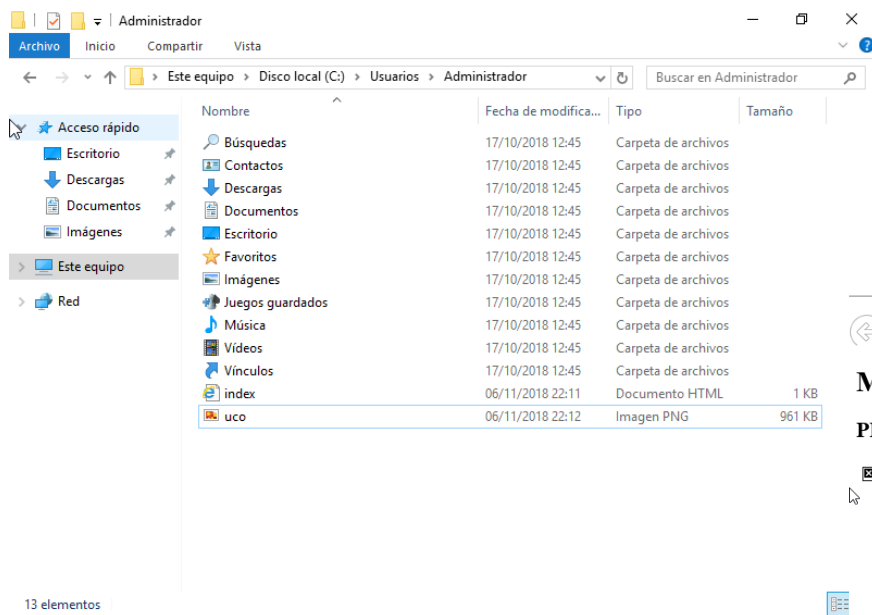 Administrador
Archivo Inicio Compartir Vista
Este equipo Disco local (C:) Usuarios Administrador Buscar en Administrador
Nombre Fecha de modifica... Tipo Tamaño
Acceso rápido
Escritorio
Descargas
Documentos
Imágenes
Este equipo
Red
Búsquedas 17/10/2018 12:45 Carpeta de archivos
Contactos 17/10/2018 12:45 Carpeta de archivos
Descargas 17/10/2018 12:45 Carpeta de archivos
Documentos 17/10/2018 12:45 Carpeta de archivos
Escritorio 17/10/2018 12:45 Carpeta de archivos
Favoritos 17/10/2018 12:45 Carpeta de archivos
Imágenes 17/10/2018 12:45 Carpeta de archivos
Juegos guardados 17/10/2018 12:45 Carpeta de archivos
Música 17/10/2018 12:45 Carpeta de archivos
Vídeos 17/10/2018 12:45 Carpeta de archivos
Vínculos 17/10/2018 12:45 Carpeta de archivos
index 06/11/2018 22:11 Documento HTML 1 KB
uco 06/11/2018 22:12 Imagen PNG 961 KB
13 elementos